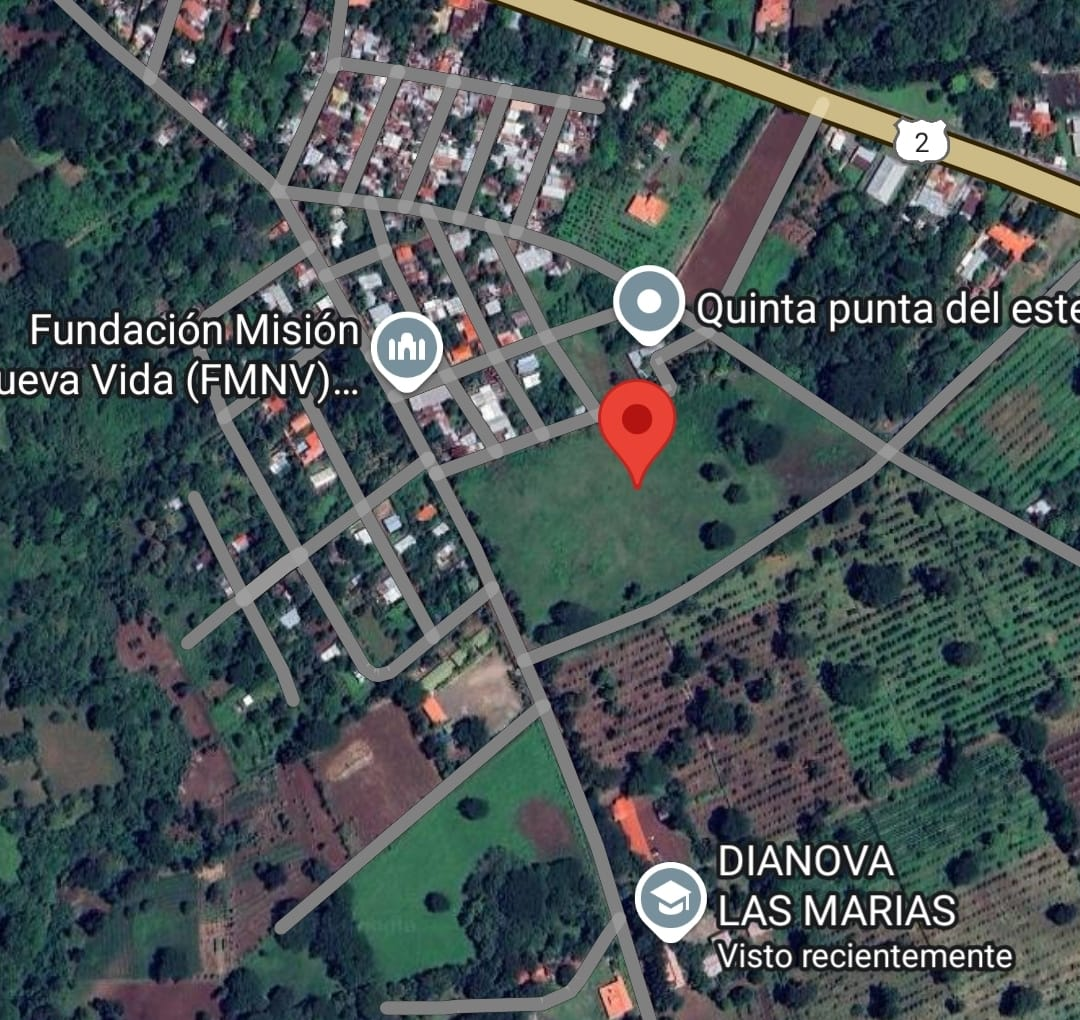 2
Quinta punta del este
Fundación Misión
ueva Vida (FMNV)...
DIANOVA
LAS MARIAS
Visto recientemente